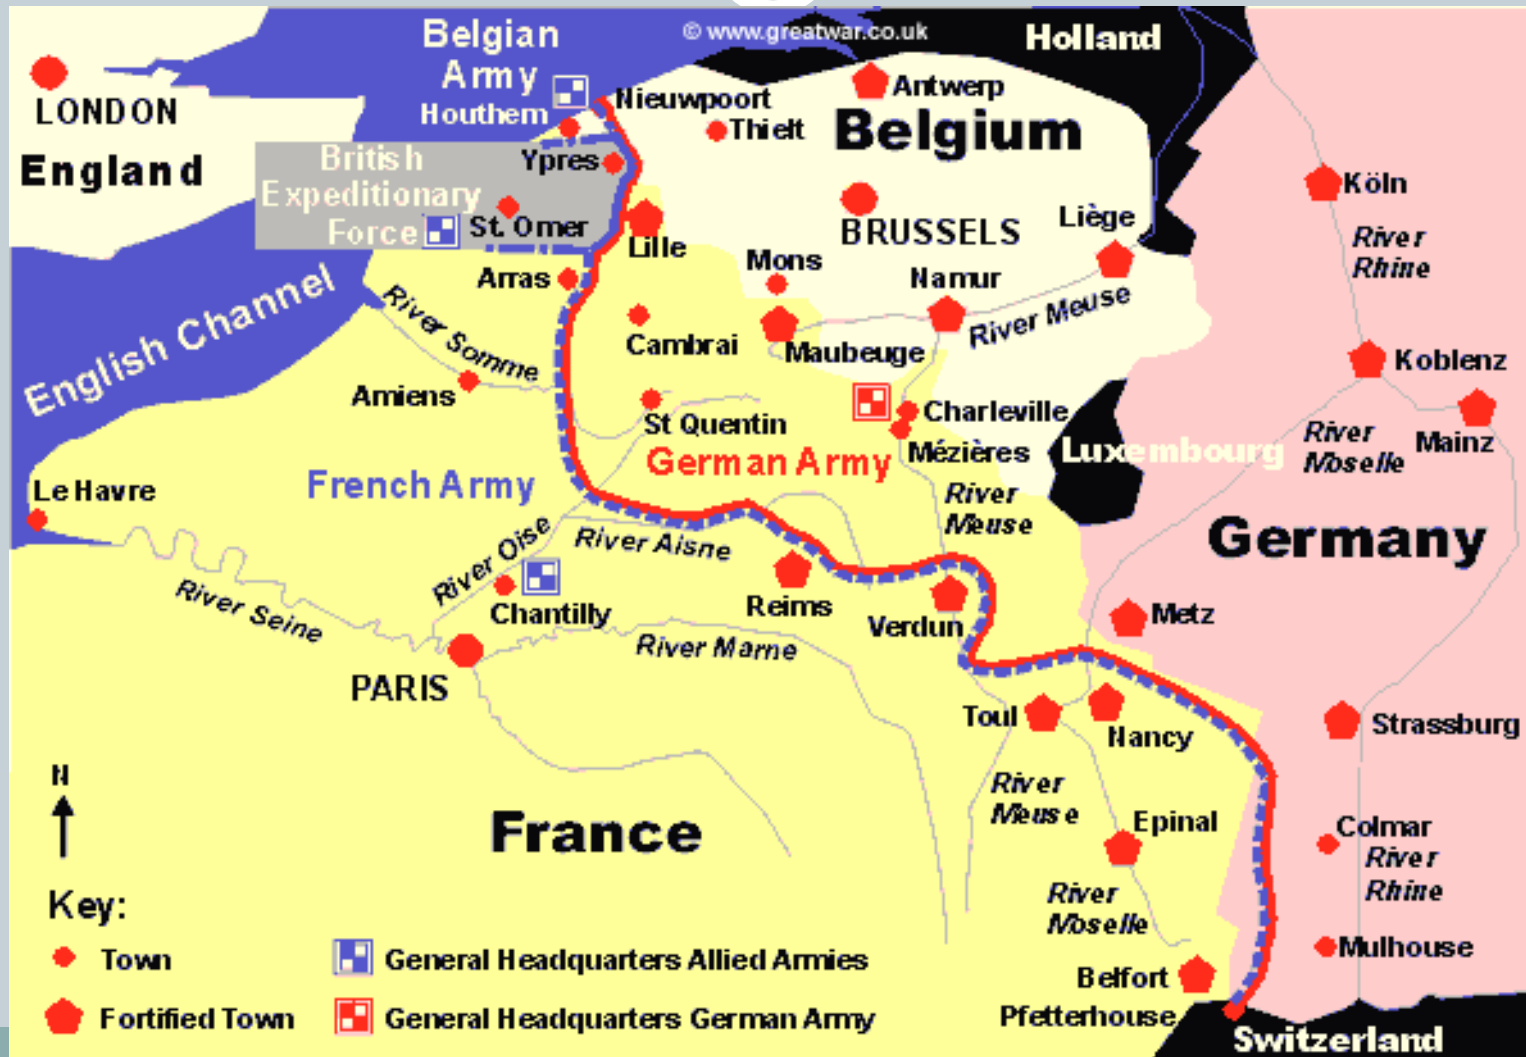 © www.greatwar.co.uk
Belgian
Army
Houthem
Holland
LONDON
England
Nieuwpoort
Antwerp
Thielt
Belgium
British
Expeditionary
Force
Ypres
St. Omer
Köln
River
Rhine
BRUSSELS
Liège
Lille
Mons
Namur
Arras
River Meuse
English Channel
River Somme
Cambrai
Maubeuge
Koblenz
Amiens
St Quentin
Charleville
Mézières
Luxembourg
River
Moselle
Mainz
German Army
French Army
River
Meuse
Le Havre
Germany
River Oise
River Aisne
Chantilly
Reims
Verdun
Metz
River Seine
River Marne
PARIS
Toul
Nancy
Strassburg
River
Meuse
N
France
Epinal
Colmar
River
Rhine
River
Moselle
Mulhouse
Belfort
Pfetterhouse
Switzerland
Key:
Town
General Headquarters Allied Armies
Fortified Town
General Headquarters German Army